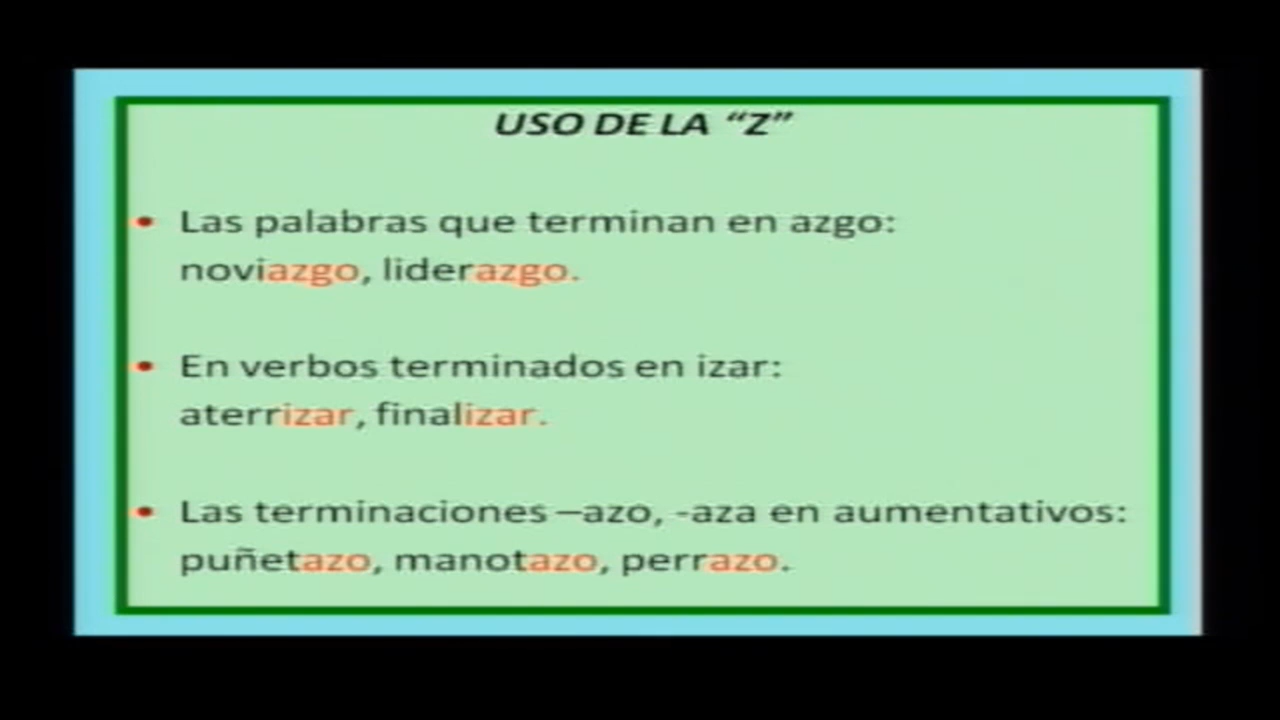 USO DE LA “Z”
• Las palabras que terminan en azgo:
noviazgo, liderazgo.
• En verbos terminados en izar:
aterrizar, finalizar.
• Las terminaciones –azo, -aza en aumentativos:
puñetazo, manotazo, perrazo.